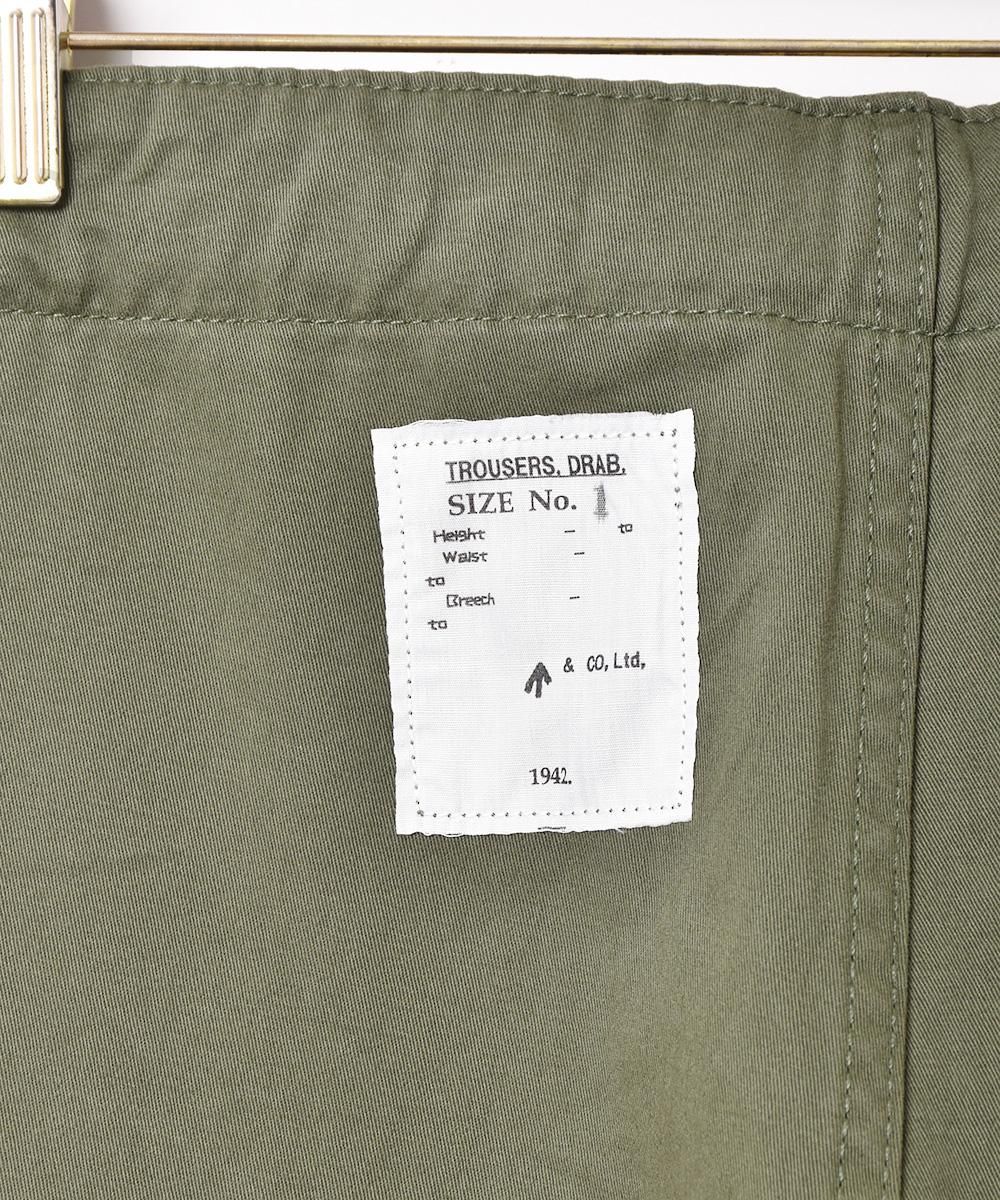 TROUSERS, DRAB.
SIZE No. 1
Height - to
Waist -
to
Breech -
to
& CO, Ltd,
1942.